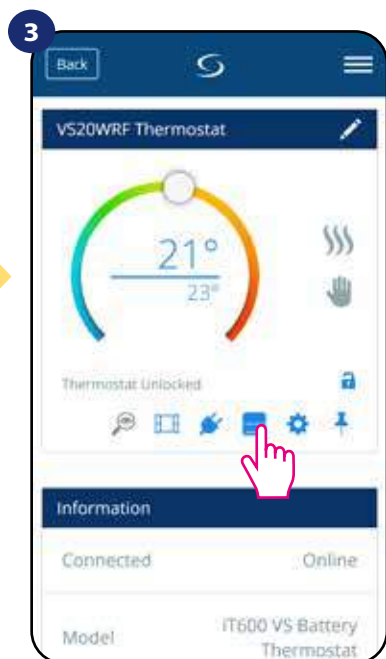 3
Back
VS20WRF Thermostat
21°
23°
Thermostat Unlocked
Information
Connected Online
Model iT600 VS Battery
Thermostat